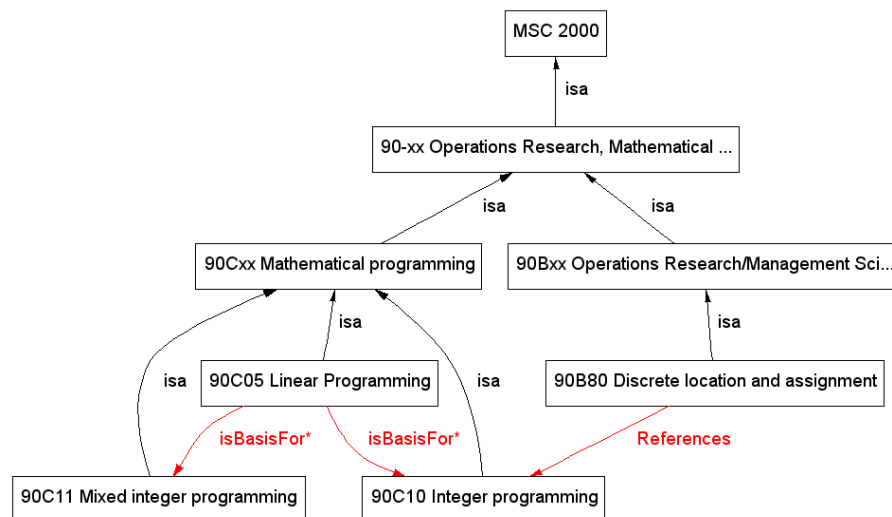 MSC 2000
isa
90-xx Operations Research, Mathematical ...
isa
isa
90Cxx Mathematical programming
90Bxx Operations Research/Management Sci...
isa
isa
isa
isa
90C05 Linear Programming
90B80 Discrete location and assignment
isBasisFor*
isBasisFor*
References
90C11 Mixed integer programming
90C10 Integer programming